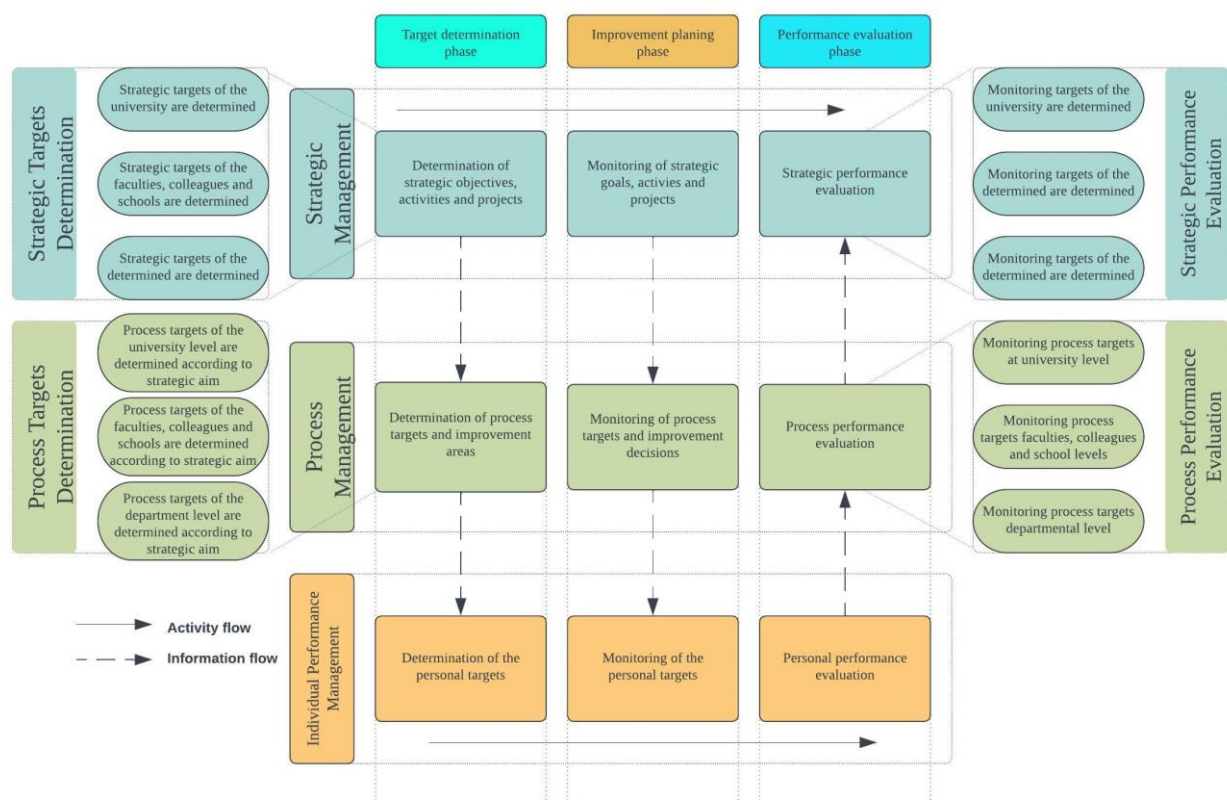 Target determination
phase
Improvement planing
phase
Performance evaluation
phase
Strategic Targets
Determination
Strategic targets of the
university are determined
Strategic targets of the
faculties, colleagues and
schools are determined
Strategic targets of the
determined are determined
Strategic
Management
Determination of
strategic objectives,
activities and projects
Monitoring of strategic
goals, activies and
projects
Strategic performance
evaluation
Monitoring targets of the
university are determined
Monitoring targets of the
determined are determined
Monitoring targets of the
determined are determined
Strategic Performance
Evaluation
Process Targets
Determination
Process targets of the
university level are
determined according to
strategic aim
Process targets of the
faculties, colleagues and
schools are determined
according to strategic aim
Process targets of the
department level are
determined according to
strategic aim
Process
Management
Determination of process
targets and improvement
areas
Monitoring of process
targets and improvement
decisions
Process performance
evaluation
Monitoring process targets
at university level
Monitoring process
targets faculties, colleagues
and school levels
Monitoring process targets
departmental level
Process Performance
Evaluation
Activity flow
Information flow
Individual Performance
Management
Determination of the
personal targets
Monitoring of the
personal targets
Personal performance
evaluation